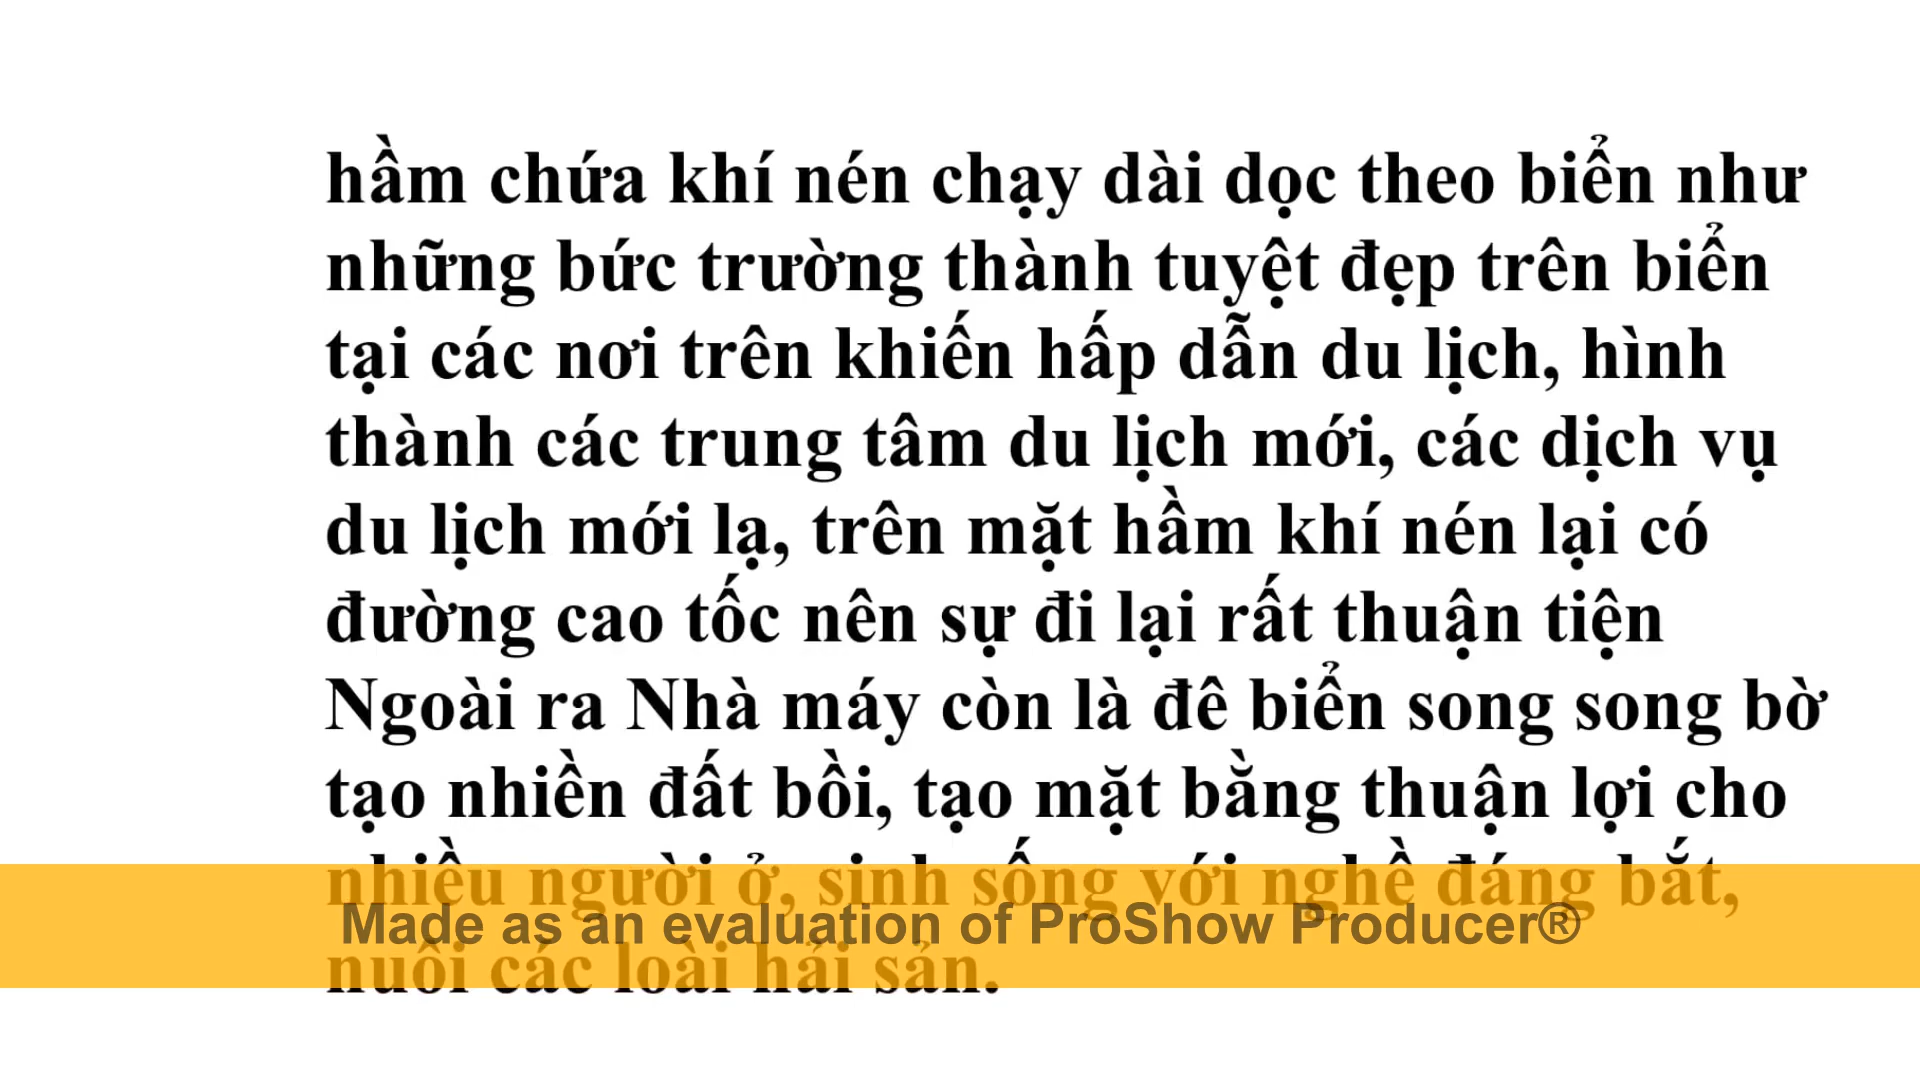 hầm chứa khí nén chạy dài dọc theo biển như
những bức trường thành tuyệt đẹp trên biển
tại các nơi trên khiến hấp dẫn du lịch, hình
thành các trung tâm du lịch mới, các dịch vụ
du lịch mới lạ, trên mặt hầm khí nén lại có
đường cao tốc nên sự đi lại rất thuận tiện
Ngoài ra Nhà máy còn là đê biển song song bờ
tạo nhiền đất bồi, tạo mặt bằng thuận lợi cho
nhiều người ở, sinh sống với nghề đáng bắt,
Made as an evaluation of ProShow Producer®
nuôi các loài hải sản.